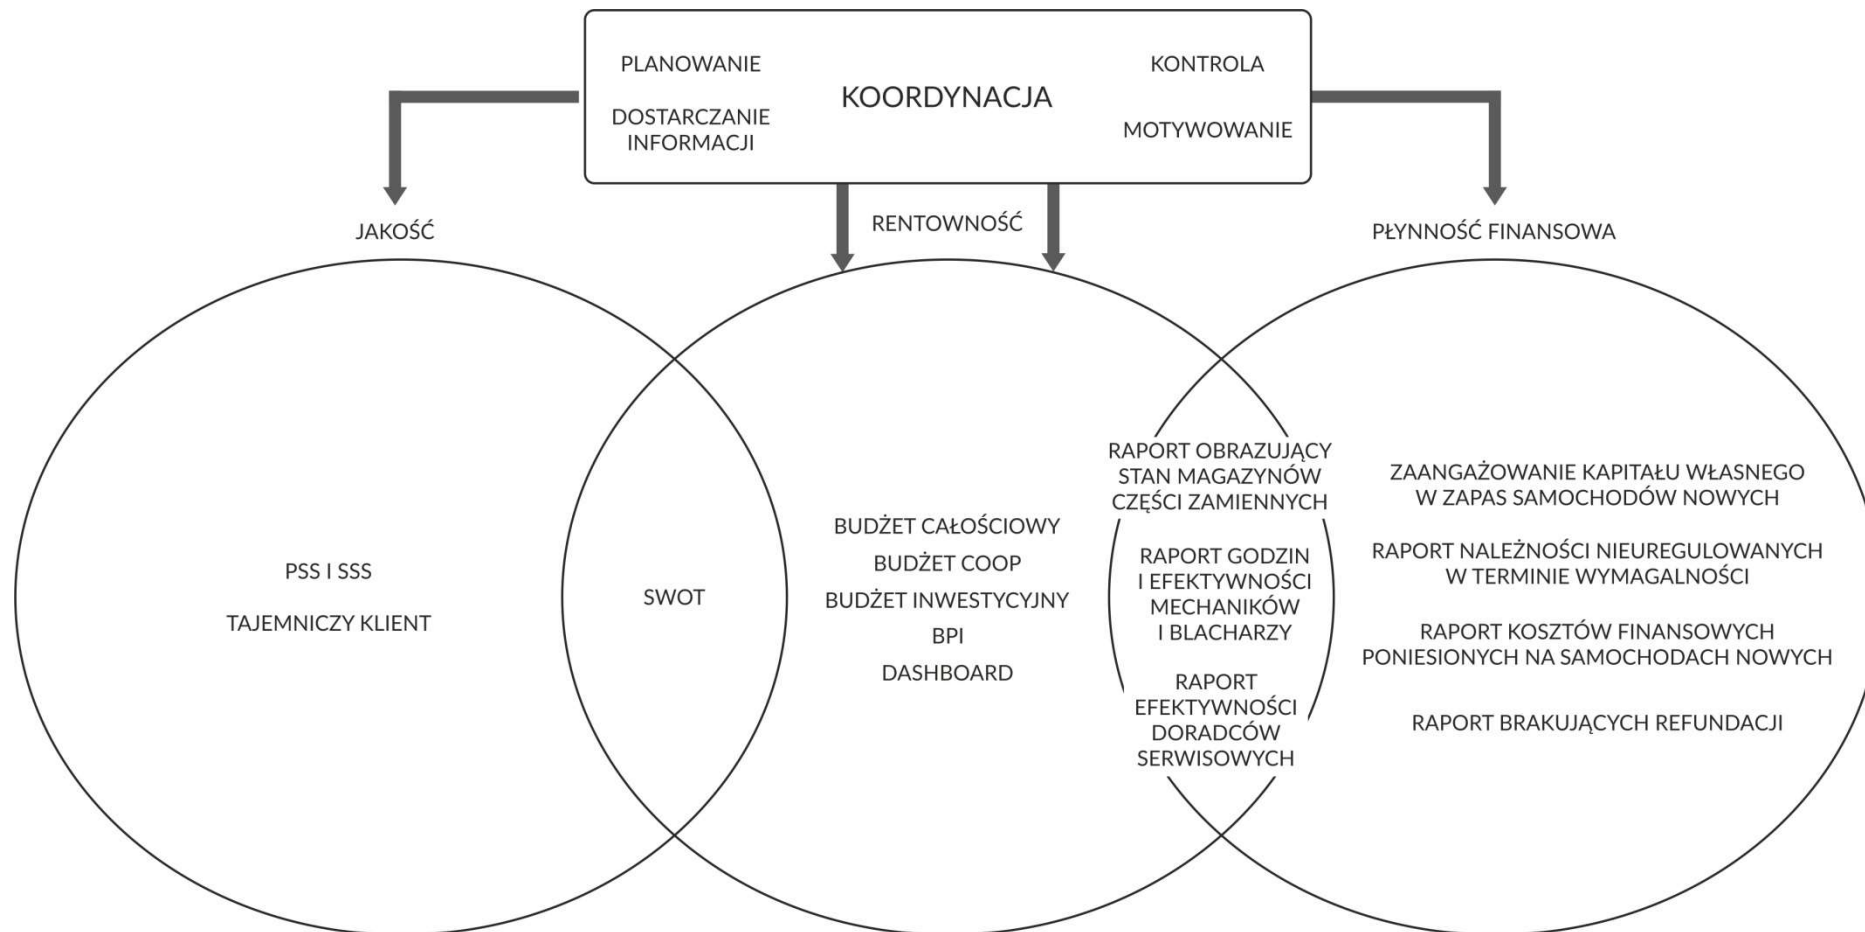 PLANOWANIE
DOSTARCZANIE
INFORMACJI
KOORDYNACJA
KONTROLA
MOTYWOWANIE
JAKOŚĆ
RENTOWNOŚĆ
PŁYNNOŚĆ FINANSOWA
PSS I SSS
TAJEMNICZY KLIENT
SWOT
BUDŻET CAŁOŚCIOWY
BUDŻET COOP
BUDŻET INWESTYCYJNY
BPI
DASHBOARD
RAPORT OBRAZUJĄCY
STAN MAGAZYNÓW
CZĘŚCI ZAMIENNYCH
RAPORT GODZIN
I EFEKTYWNOŚCI
MECHANIKÓW
I BLACHARZY
RAPORT
EFEKTYWNOŚCI
DORADCÓW
SERWISOWYCH
ZAANGAŻOWANIE KAPITAŁU WŁASNEGO
W ZAPAS SAMOCHODÓW NOWYCH
RAPORT NALEŻNOŚCI NIEUREGULOWANYCH
W TERMINIE WYMAGALNOŚCI
RAPORT KOSZTÓW FINANSOWYCH
PONIESIONYCH NA SAMOCHODACH NOWYCH
RAPORT BRAKUJĄCYCH REFUNDACJI